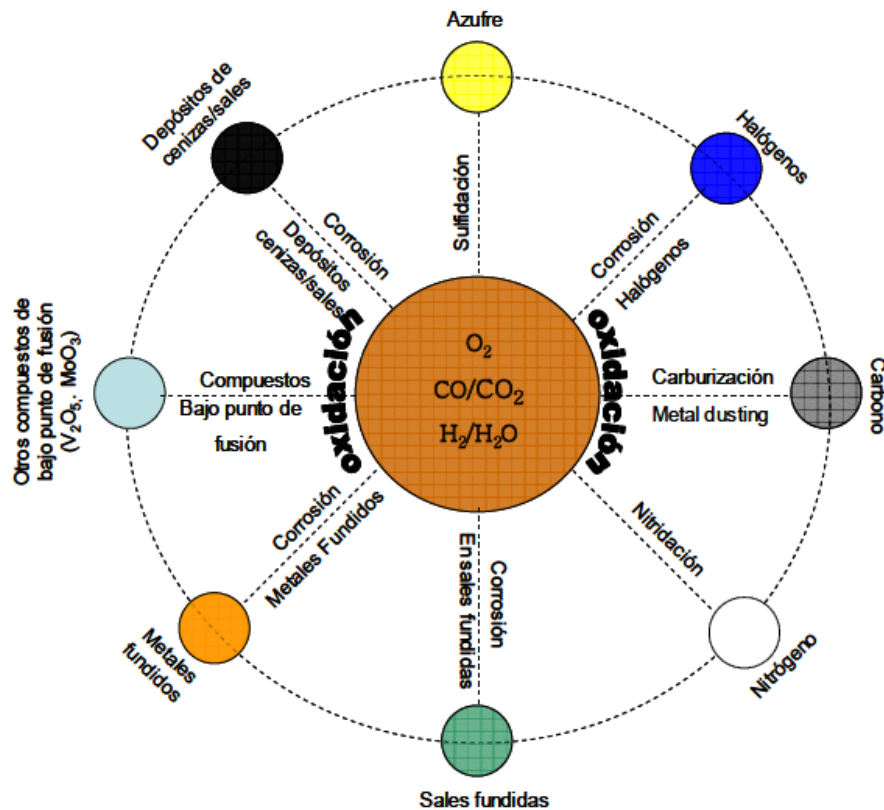 Azufre
Depósitos de
cenizas/sales
Halógenos
Sulfidación
Corrosión
Depósitos
cenizas/sales
Corrosión
Halógenos
oxidación
oxidación
O₂
CO/CO₂
H₂/H₂O
Otros compuestos de
bajo punto de fusión
(V₂O₅, MoO₃)
Compuestos
Bajo punto de
fusión
Carburización
Metal dusting
Carbono
Corrosión
Metales Fundidos
Corrosión
En sales fundidas
Nitridación
Metales
fundidos
Nitrógeno
Sales fundidas